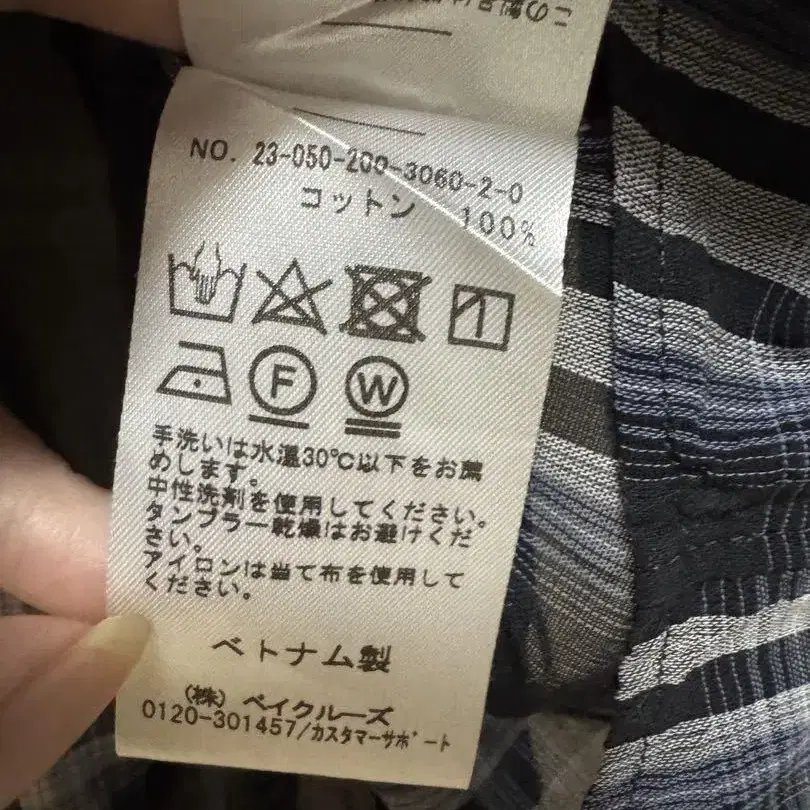 NO. 23-050-200-3060-2-0
コットン 100%
F W
手洗いは水温30℃以下をお薦
めします。
中性洗剤を使用してください。
タンブラー乾燥はお避けくだ
さい。
アイロンは当て布を使用して
ください。
ベトナム製
(株) ベイクルーズ
0120-301457/カスタマーサポート